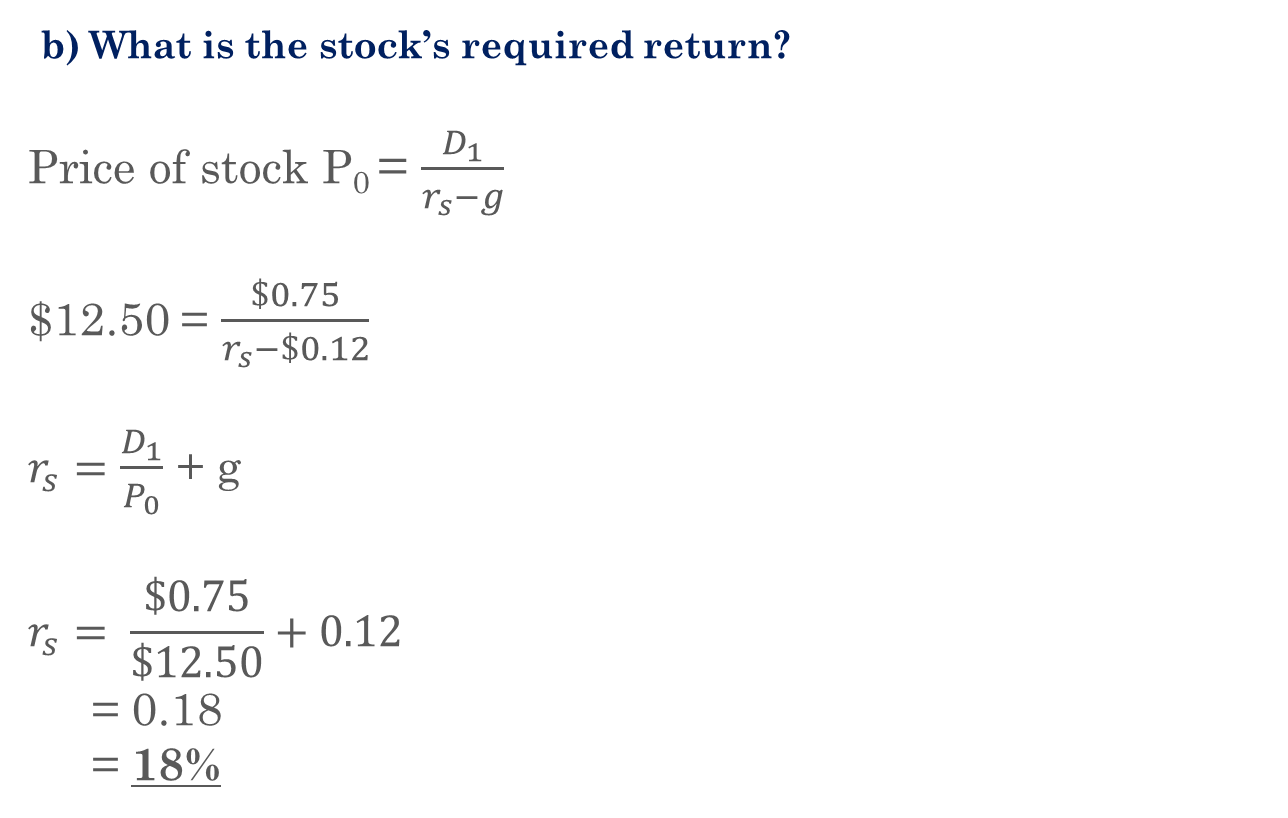 b) What is the stock’s required return?
Price of stock P₀ = D₁ / (rₛ−g)
$12.50 = $0.75 / (rₛ−$0.12)
rₛ = D₁ / P₀ + g
rₛ = $0.75 / $12.50 + 0.12
= 0.18
= 18%